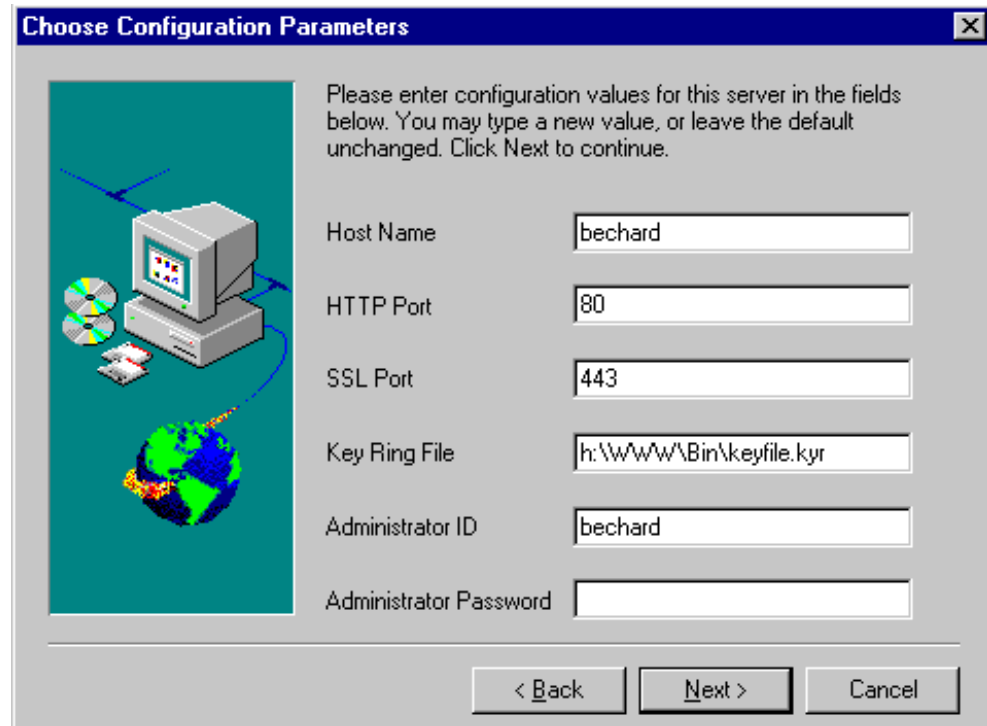 Choose Configuration Parameters
Please enter configuration values for this server in the fields
below. You may type a new value, or leave the default
unchanged. Click Next to continue.
Host Name bechard
HTTP Port 80
SSL Port 443
Key Ring File h:\WWW\Bin\keyfile.kyr
Administrator ID bechard
Administrator Password
< Back Next > Cancel